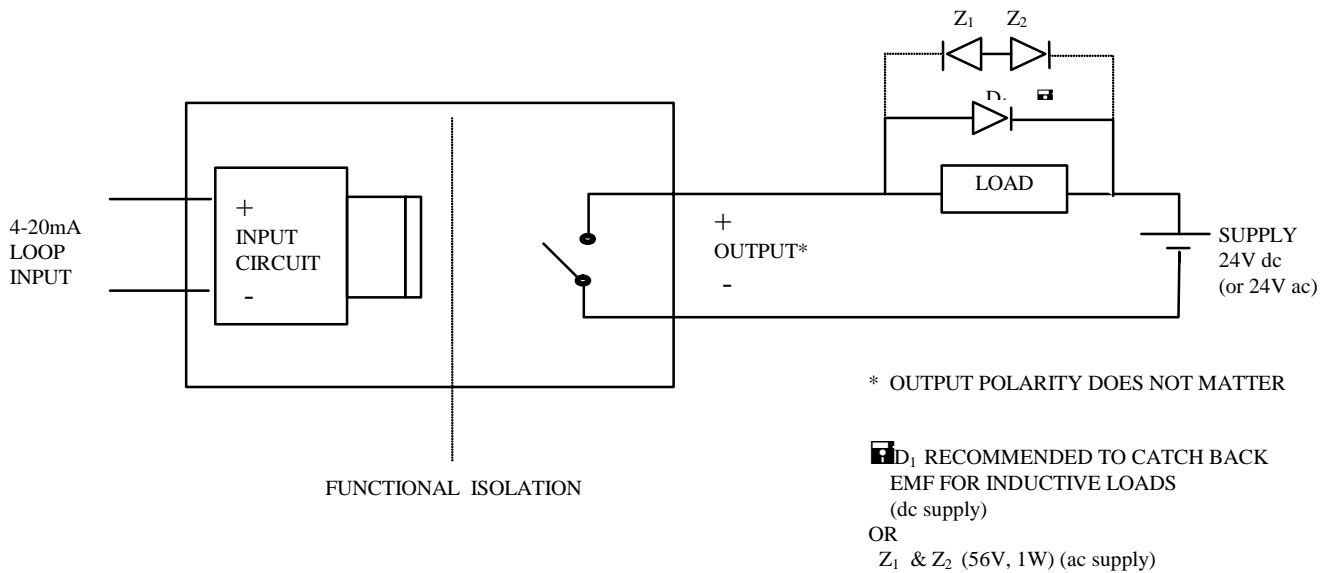 Z₁ Z₂
D₁
LOAD
4-20mA
LOOP
INPUT
+
INPUT
CIRCUIT
-
+
OUTPUT*
-
SUPPLY
24V dc
(or 24V ac)
* OUTPUT POLARITY DOES NOT MATTER
FUNCTIONAL ISOLATION
D₁ RECOMMENDED TO CATCH BACK
EMF FOR INDUCTIVE LOADS
(dc supply)
OR
Z₁ & Z₂ (56V, 1W) (ac supply)